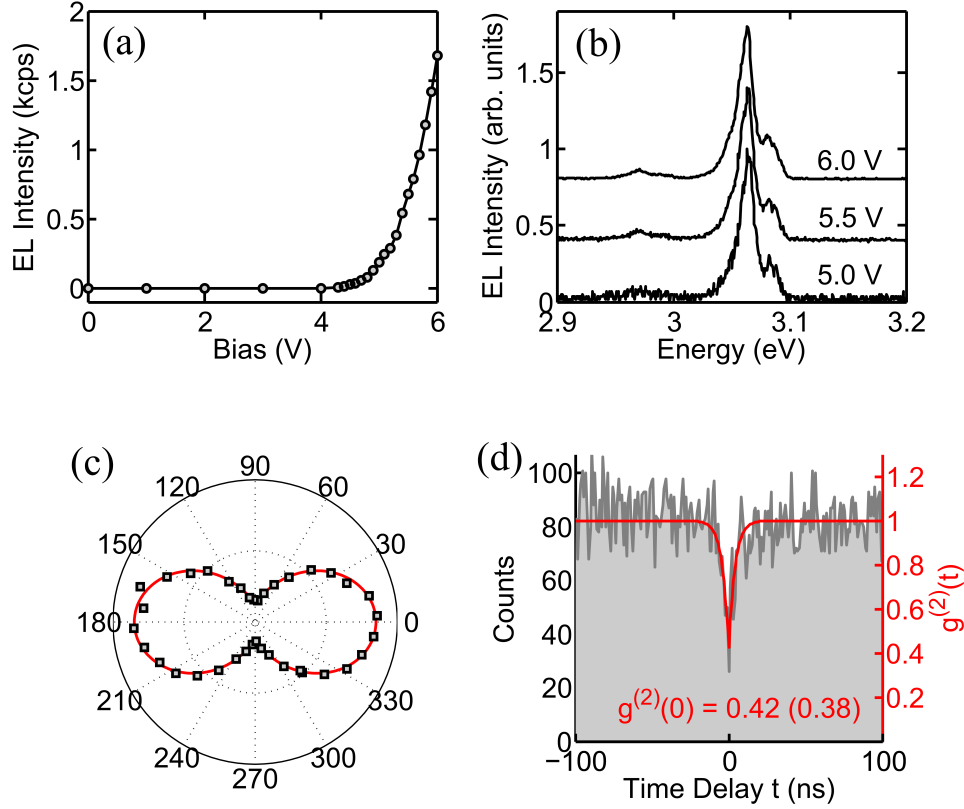 (a)
EL Intensity (kcps)
2
1.5
1
0.5
0
0 2 4 6
Bias (V)
(b)
EL Intensity (arb. units)
1.5
1
0.5
0
6.0 V
5.5 V
5.0 V
2.9 3 3.1 3.2
Energy (eV)
(c)
90
120 60
150 30
180 0
210 330
240 300
270
(d)
Counts
100
80
60
40
20
0
−100 0 100
Time Delay t (ns)
1.2
1
0.8
0.6
0.4
0.2
g⁽²⁾(t)
g⁽²⁾(0) = 0.42 (0.38)